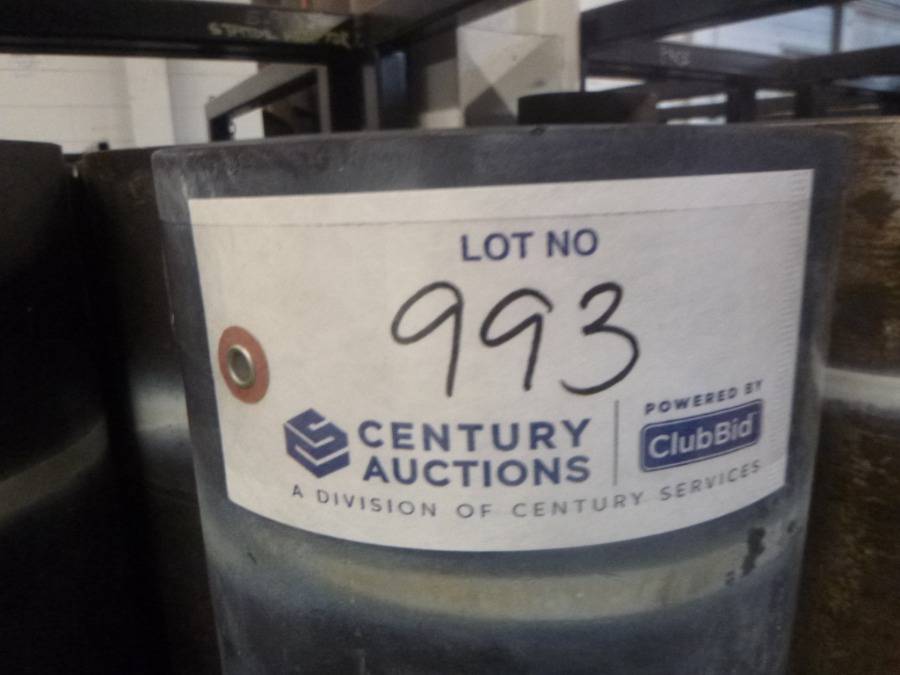 LOT NO
993
CENTURY
AUCTIONS
POWERED BY
ClubBid
A DIVISION OF CENTURY SERVICES